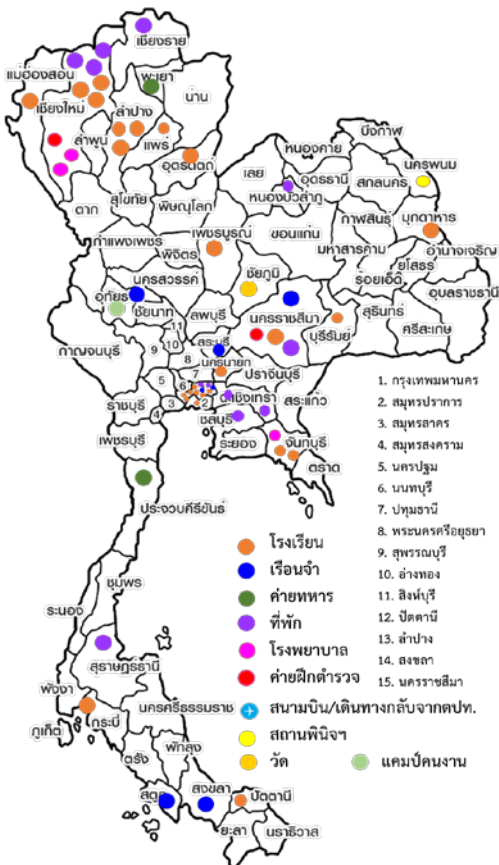 เชียงราย
แม่ฮ่องสอน
พะเยา
น่าน
เชียงใหม่
ลำปาง
ลำพูน
แพร่
อุตรดิตถ์
ตาก
สุโขทัย
พิษณุโลก
เลย
หนองคาย
บึงกาฬ
หนองบัวลำภู
อุดรธานี
สกลนคร
นครพนม
กำแพงเพชร
พิจิตร
เพชรบูรณ์
ขอนแก่น
กาฬสินธุ์
มุกดาหาร
มหาสารคาม
ร้อยเอ็ด
ยโสธร
อำนาจเจริญ
อุบลราชธานี
นครสวรรค์
อุทัยธ
ชัยนาท
ลพบุรี
ชัยภูมิ
นครราชสีมา
บุรีรัมย์
สุรินทร์
ศรีสะเกษ
กาญจนบุรี
11
10
9
8
สระบุรี
นครนายก
ปราจีนบุรี
7
6
5
ราชบุรี
4
3
2
ฉะเชิงเทรา
สระแก้ว
ชลบุรี
ระยอง
จันทบุรี
ตราด
เพชรบุรี
ประจวบคีรีขันธ์
ชุมพร
ระนอง
สุราษฎร์ธานี
พังงา
ภูเก็ต
กระบี่
นครศรีธรรมราช
ตรัง
พัทลุง
สตูล
สงขลา
ปัตตานี
ยะลา
นราธิวาส
1. กรุงเทพมหานคร
2. สมุทรปราการ
3. สมุทรสาคร
4. สมุทรสงคราม
5. นครปฐม
6. นนทบุรี
7. ปทุมธานี
8. พระนครศรีอยุธยา
9. สุพรรณบุรี
10. อ่างทอง
11. สิงห์บุรี
12. ปัตตานี
13. ลำปาง
14. สงขลา
15. นครราชสีมา
โรงเรียน
เรือนจำ
ค่ายทหาร
ที่พัก
โรงพยาบาล
ค่ายฝึกตำรวจ
สนามบิน/เดินทางกลับจากตปท.
สถานพินิจฯ
วัด
แคมป์คนงาน